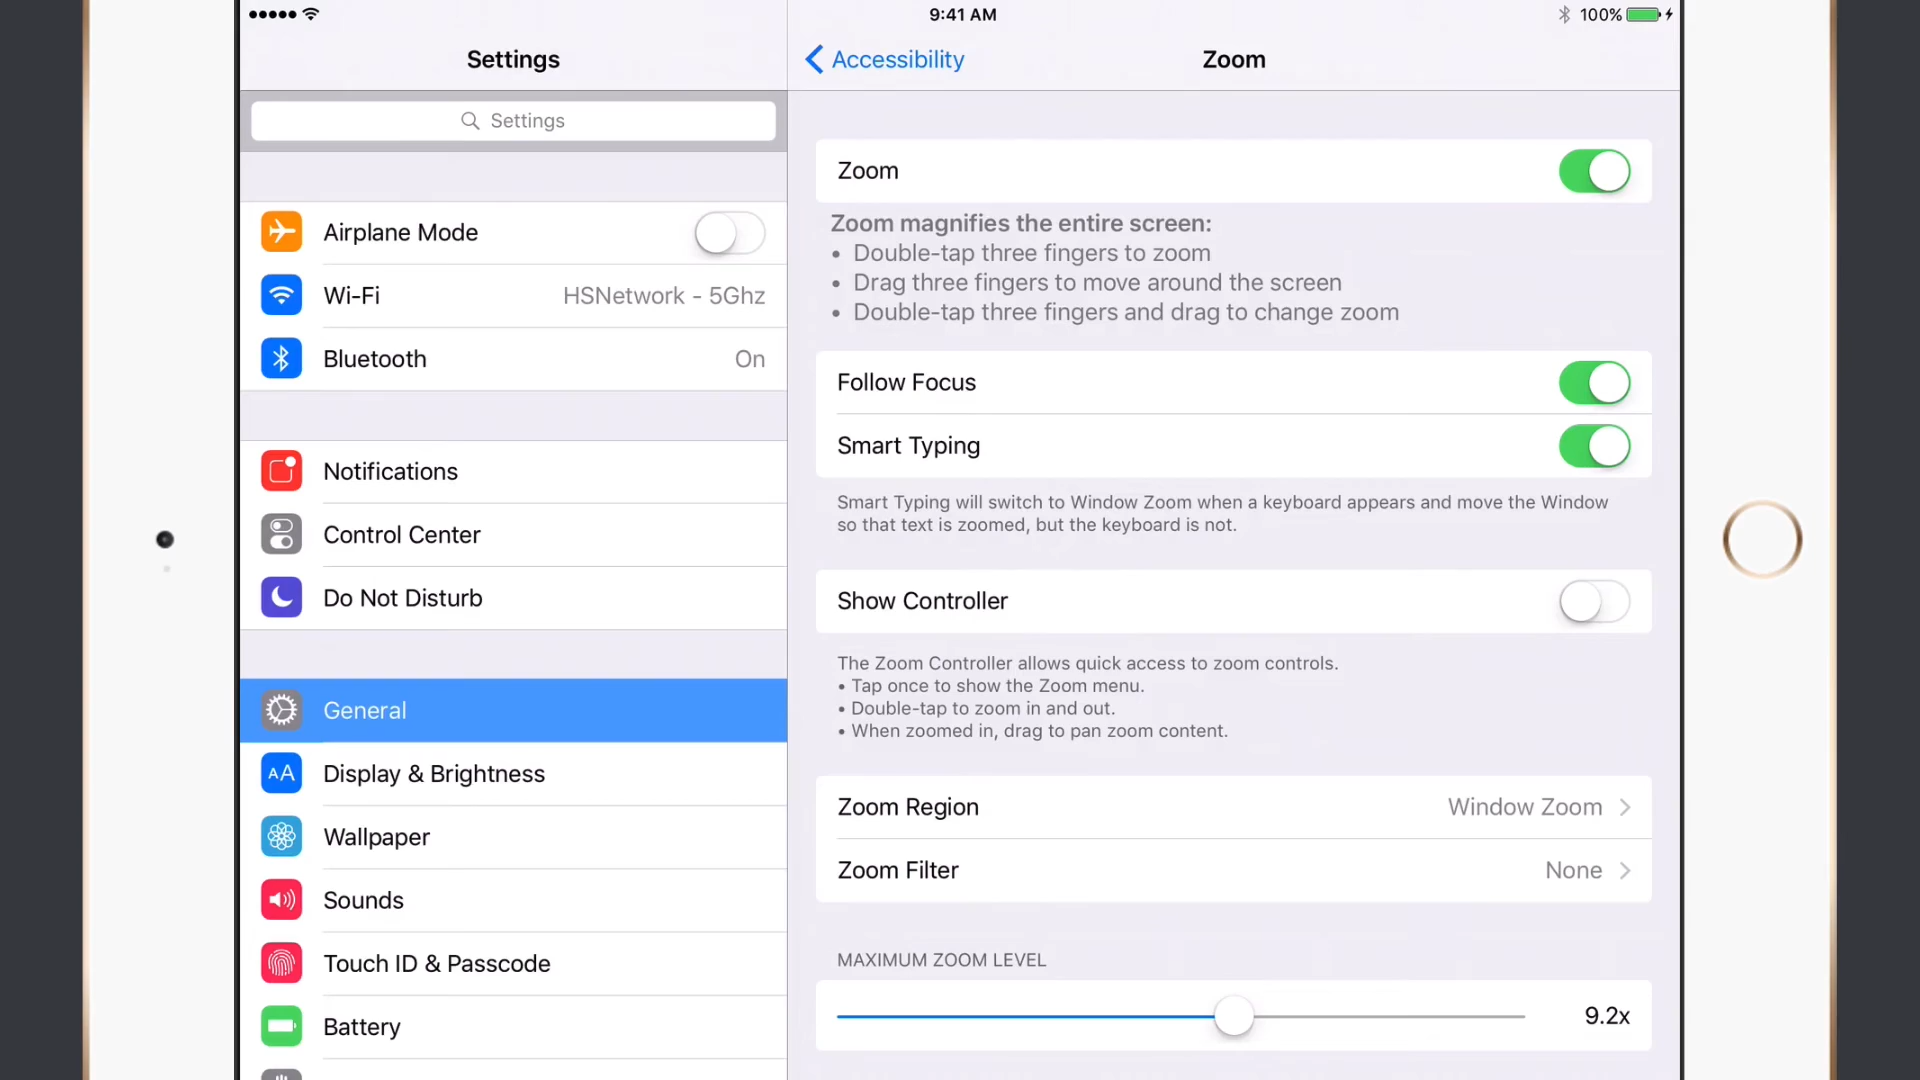 9:41 AM
100%
Settings
Settings
Airplane Mode
Wi-Fi HSNetwork - 5Ghz
Bluetooth On
Notifications
Control Center
Do Not Disturb
General
AA Display & Brightness
Wallpaper
Sounds
Touch ID & Passcode
Battery
Accessibility Zoom
Zoom
Zoom magnifies the entire screen:
• Double-tap three fingers to zoom
• Drag three fingers to move around the screen
• Double-tap three fingers and drag to change zoom
Follow Focus
Smart Typing
Smart Typing will switch to Window Zoom when a keyboard appears and move the Window
so that text is zoomed, but the keyboard is not.
Show Controller
The Zoom Controller allows quick access to zoom controls.
• Tap once to show the Zoom menu.
• Double-tap to zoom in and out.
• When zoomed in, drag to pan zoom content.
Zoom Region Window Zoom
Zoom Filter None
MAXIMUM ZOOM LEVEL
9.2x